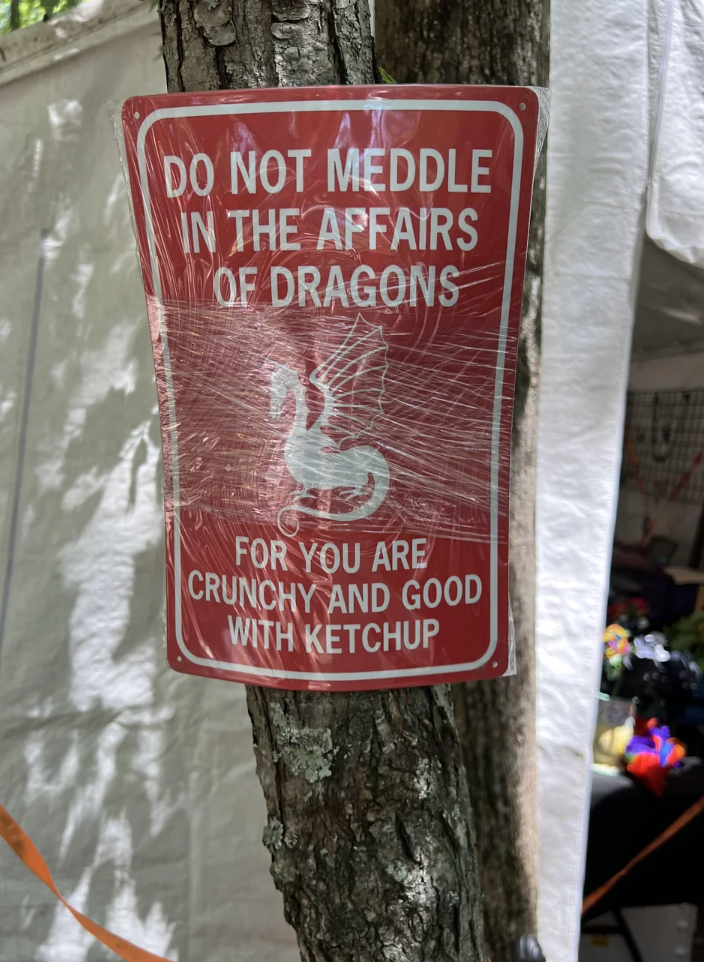 DO NOT MEDDLE
IN THE AFFAIRS
OF DRAGONS
FOR YOU ARE
CRUNCHY AND GOOD
WITH KETCHUP